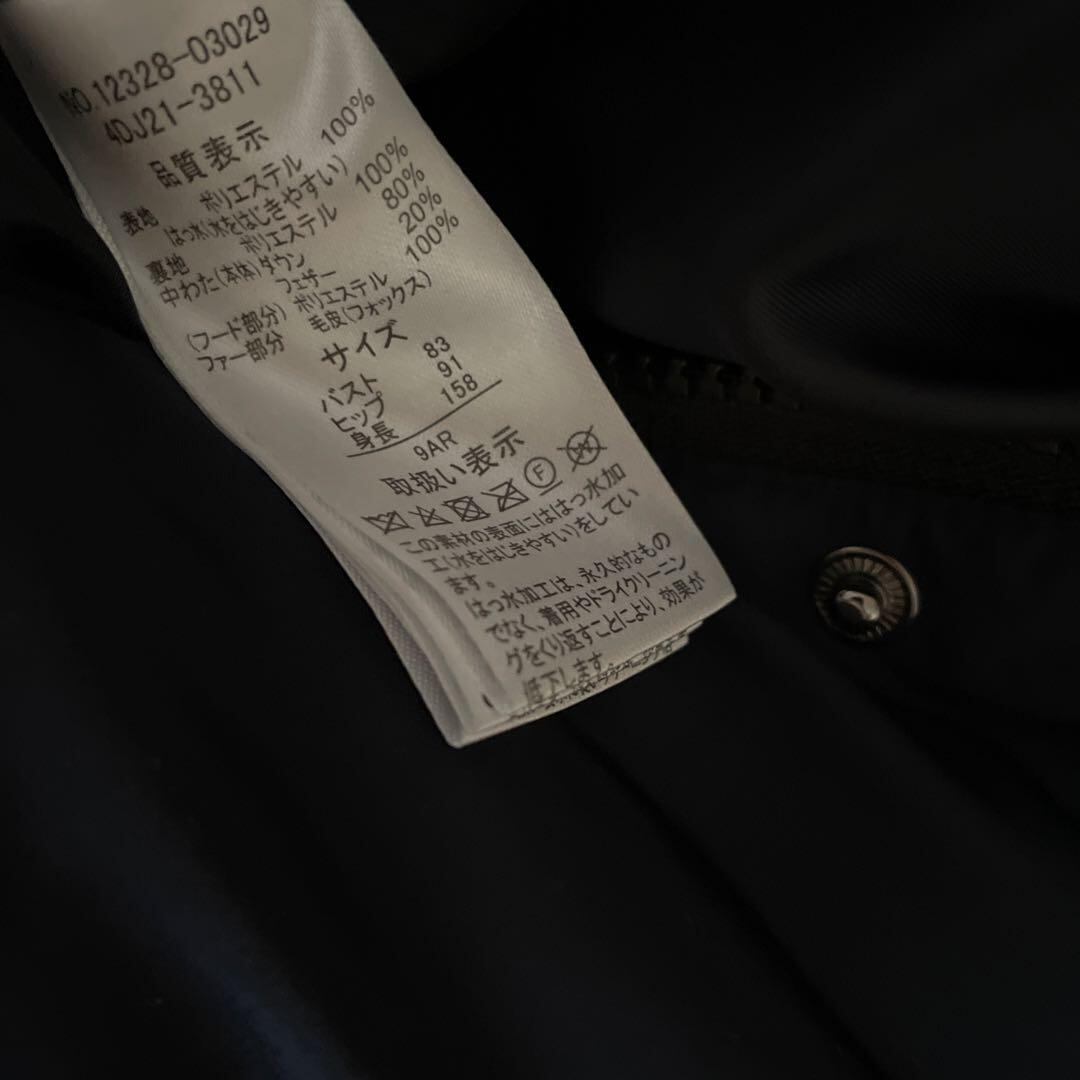 NO.12328-03029
4DJ21-3811
品質表示
表地 ポリエステル 100%
はっ水(水をはじきやすい)
裏地 ポリエステル 100%
中わた(本体)ダウン 80%
フェザー 20%
(フード部分)ポリエステル 100%
ファー部分 毛皮(フォックス)
サイズ
バスト 83
ヒップ 91
身長 158
9AR
取扱い表示
F W
この素材の表面にははっ水加
工(水をはじきやすい)をしてい
ます。
はっ水加工は、永久的なもの
でなく、着用やドライクリーニン
グをくり返すことにより、効果が
低下します。